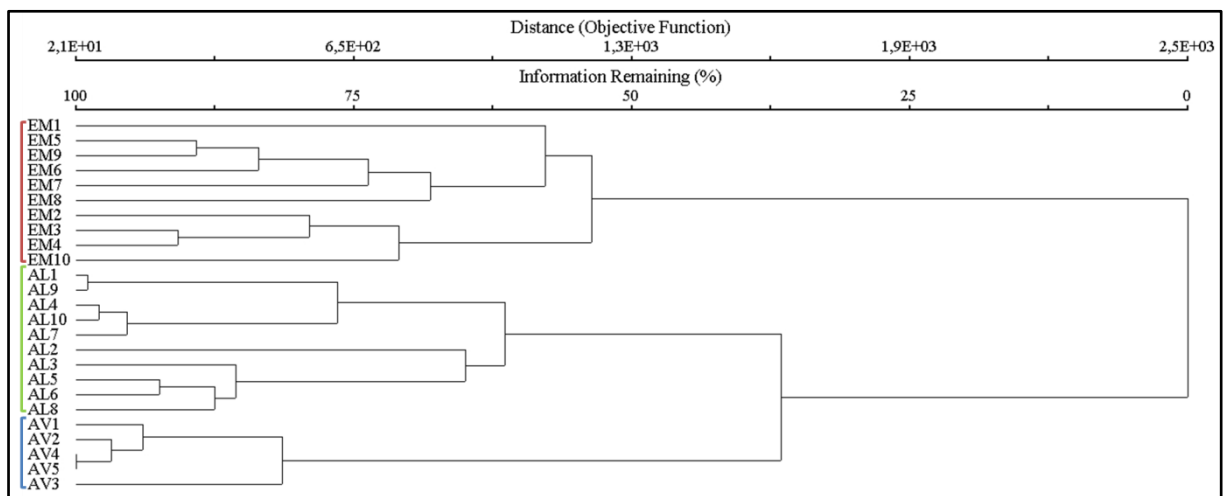 Distance (Objective Function)
2,1E+01 6,5E+02 1,3E+03 1,9E+03 2,5E+03
Information Remaining (%)
100 75 50 25 0
EM1
EM5
EM9
EM6
EM7
EM8
EM2
EM3
EM4
EM10
AL1
AL9
AL4
AL10
AL7
AL2
AL3
AL5
AL6
AL8
AV1
AV2
AV4
AV5
AV3